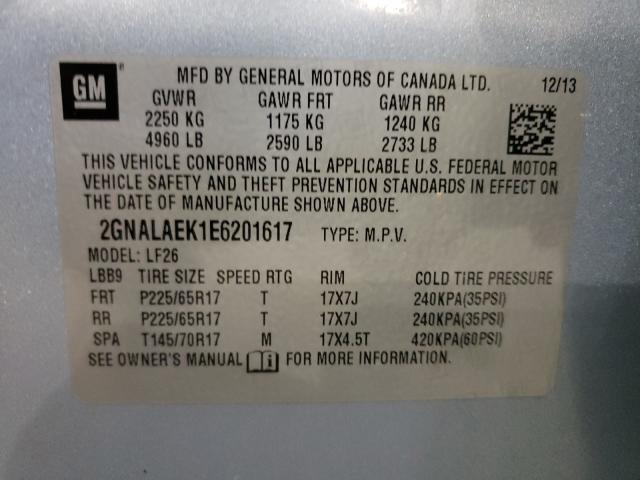 GM ®
MFD BY GENERAL MOTORS OF CANADA LTD. 12/13
GVWR GAWR FRT GAWR RR
2250 KG 1175 KG 1240 KG
4960 LB 2590 LB 2733 LB
THIS VEHICLE CONFORMS TO ALL APPLICABLE U.S. FEDERAL MOTOR
VEHICLE SAFETY AND THEFT PREVENTION STANDARDS IN EFFECT ON
THE DATE OF MANUFACTURE SHOWN ABOVE.
2GNALAEK1E6201617 TYPE: M.P.V.
MODEL: LF26
LBB9 TIRE SIZE SPEED RTG RIM COLD TIRE PRESSURE
FRT P225/65R17 T 17X7J 240KPA(35PSI)
RR P225/65R17 T 17X7J 240KPA(35PSI)
SPA T145/70R17 M 17X4.5T 420KPA(60PSI)
SEE OWNER'S MANUAL FOR MORE INFORMATION.